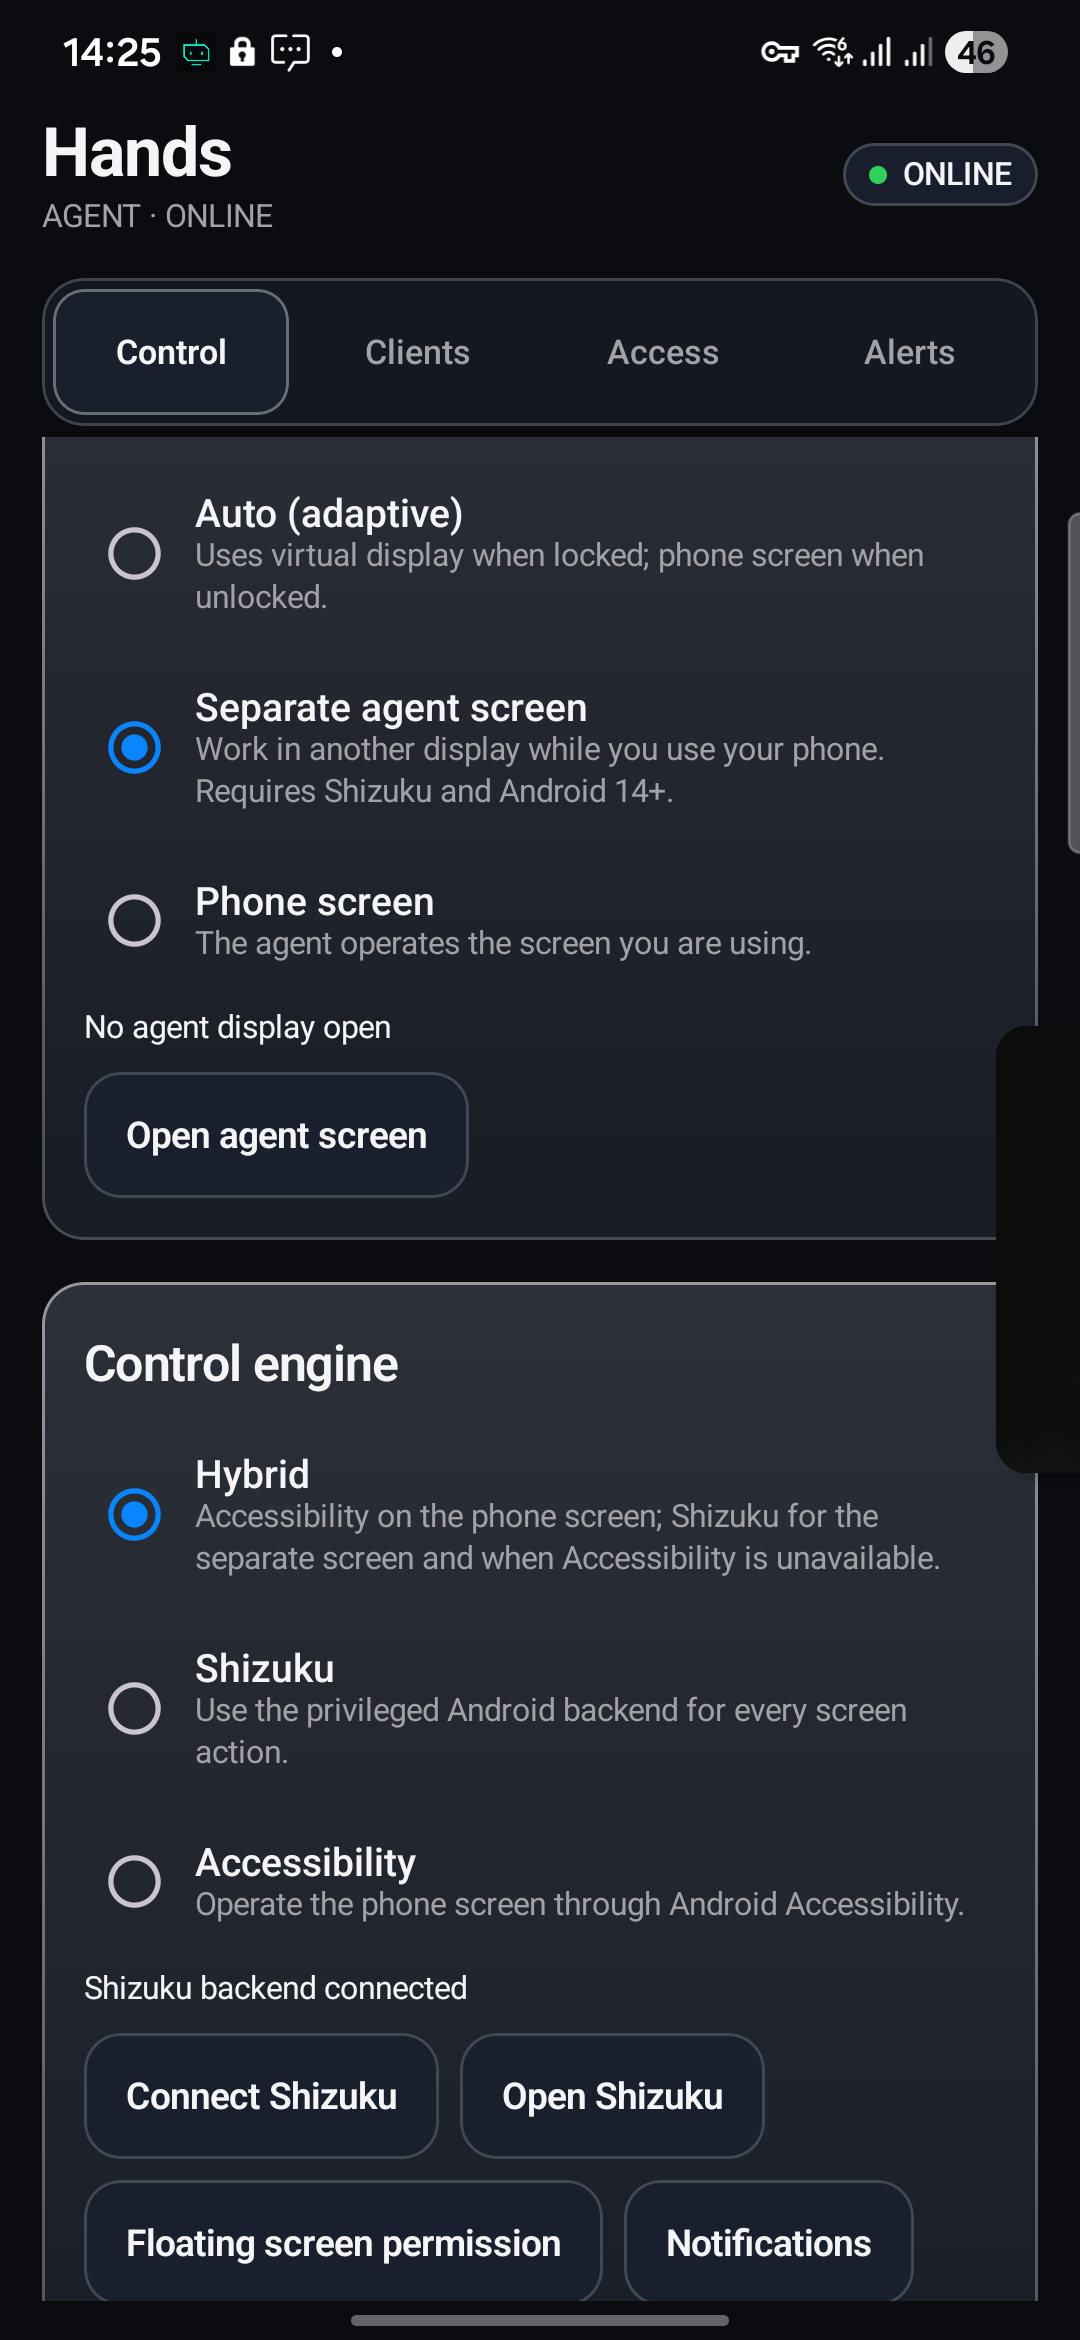 14:25
6
46
Hands
AGENT · ONLINE
ONLINE
Control
Clients
Access
Alerts
Auto (adaptive)
Uses virtual display when locked; phone screen when
unlocked.
Separate agent screen
Work in another display while you use your phone.
Requires Shizuku and Android 14+.
Phone screen
The agent operates the screen you are using.
No agent display open
Open agent screen
Control engine
Hybrid
Accessibility on the phone screen; Shizuku for the
separate screen and when Accessibility is unavailable.
Shizuku
Use the privileged Android backend for every screen
action.
Accessibility
Operate the phone screen through Android Accessibility.
Shizuku backend connected
Connect Shizuku
Open Shizuku
Floating screen permission
Notifications